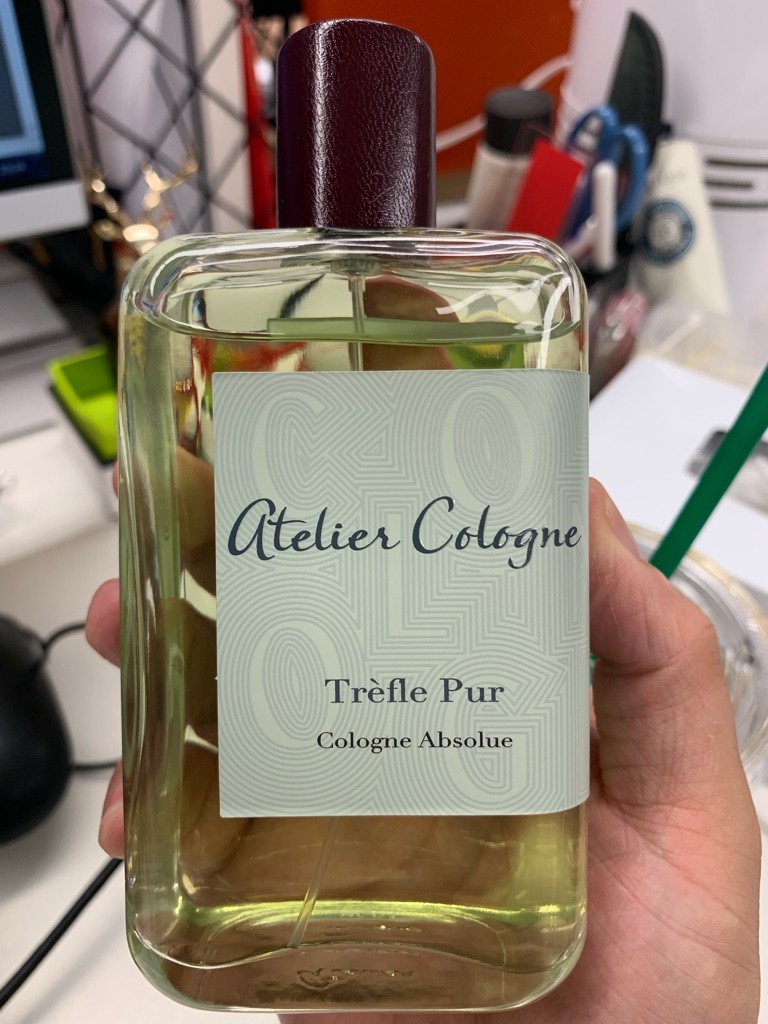 Atelier Cologne
Trèfle Pur
Cologne Absolue